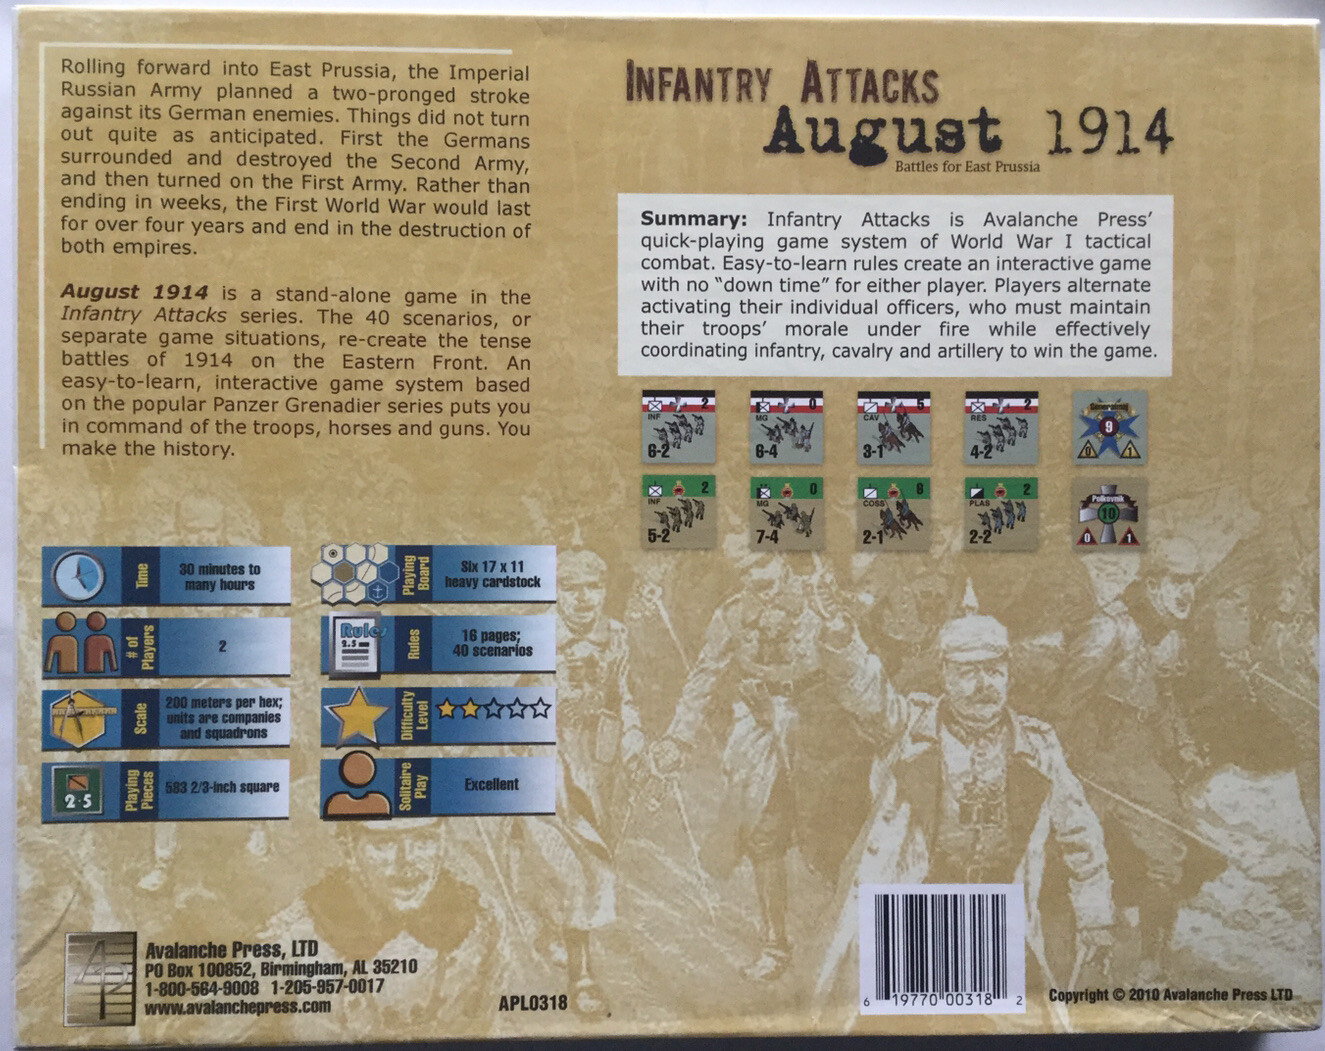 Rolling forward into East Prussia, the Imperial
Russian Army planned a two-pronged stroke
against its German enemies. Things did not turn
out quite as anticipated. First the Germans
surrounded and destroyed the Second Army,
and then turned on the First Army. Rather than
ending in weeks, the First World War would last
for over four years and end in the destruction of
both empires.
August 1914 is a stand-alone game in the
Infantry Attacks series. The 40 scenarios, or
separate game situations, re-create the tense
battles of 1914 on the Eastern Front. An
easy-to-learn, interactive game system based
on the popular Panzer Grenadier series puts you
in command of the troops, horses and guns. You
make the history.
INFANTRY ATTACKS
August 1914
Battles for East Prussia
Summary: Infantry Attacks is Avalanche Press'
quick-playing game system of World War I tactical
combat. Easy-to-learn rules create an interactive game
with no "down time" for either player. Players alternate
activating their individual officers, who must maintain
their troops' morale under fire while effectively
coordinating infantry, cavalry and artillery to win the game.
2
INF
6-2
0
MG
6-4
5
CAV
3-1
2
RES
4-2
9
0 1
2
INF
5-2
0
MG
7-4
6
COSS
2-1
2
PLAS
2-2
Polkovnik
10
0 1
Time
30 minutes to
many hours
# of
Players
2
Scale
200 meters per hex;
units are companies
and squadrons
2·5
Playing
Pieces
583 2/3-inch square
Playing
Board
Six 17 x 11
heavy cardstock
Rules
2.5
Rules
16 pages;
40 scenarios
Difficulty
Level
Solitaire
Play
Excellent
AP
Avalanche Press, LTD
PO Box 100852, Birmingham, AL 35210
1-800-564-9008 1-205-957-0017
www.avalanchepress.com
APL0318
6 19770 00318 2
Copyright © 2010 Avalanche Press LTD